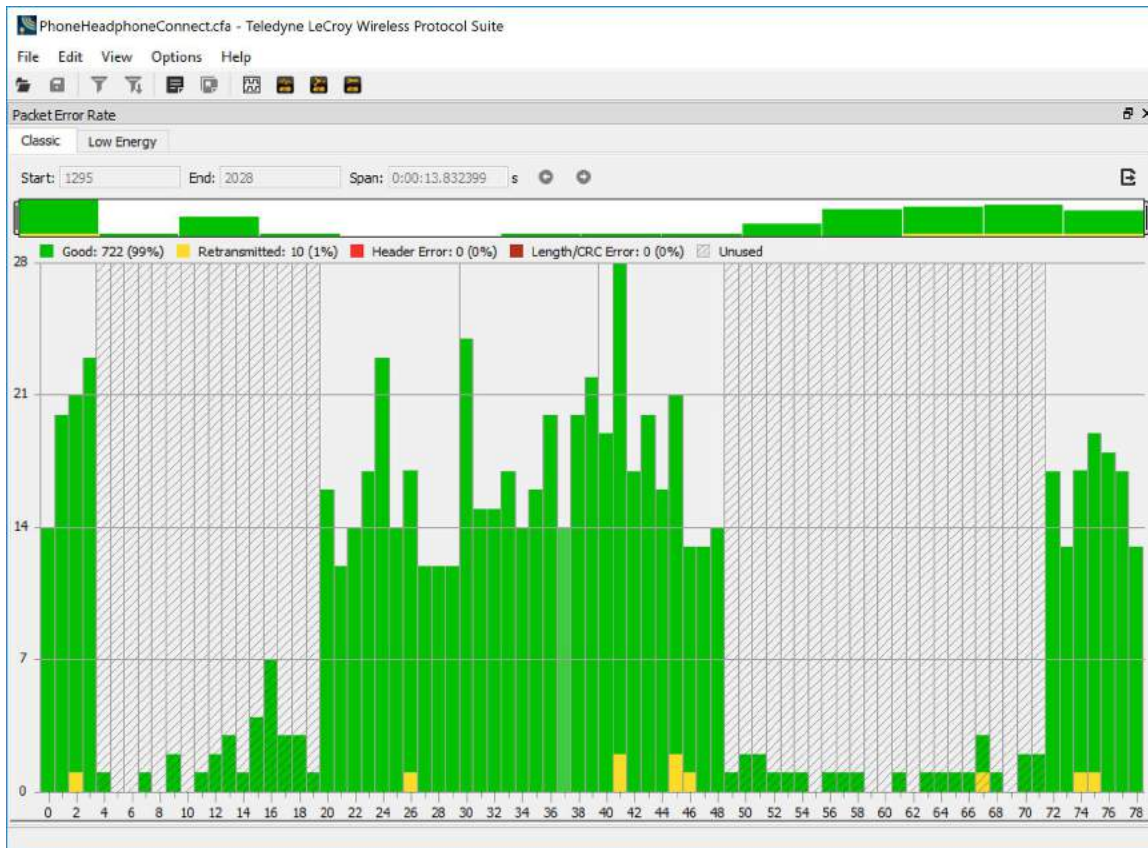 PhoneHeadphoneConnect.cfa - Teledyne LeCroy Wireless Protocol Suite
File Edit View Options Help
Packet Error Rate
Classic Low Energy
Start: 1295 End: 2028 Span: 0:00:13.832399 s
Good: 722 (99%) Retransmitted: 10 (1%) Header Error: 0 (0%) Length/CRC Error: 0 (0%) Unused
28
21
14
7
0
0 2 4 6 8 10 12 14 16 18 20 22 24 26 28 30 32 34 36 38 40 42 44 46 48 50 52 54 56 58 60 62 64 66 68 70 72 74 76 78